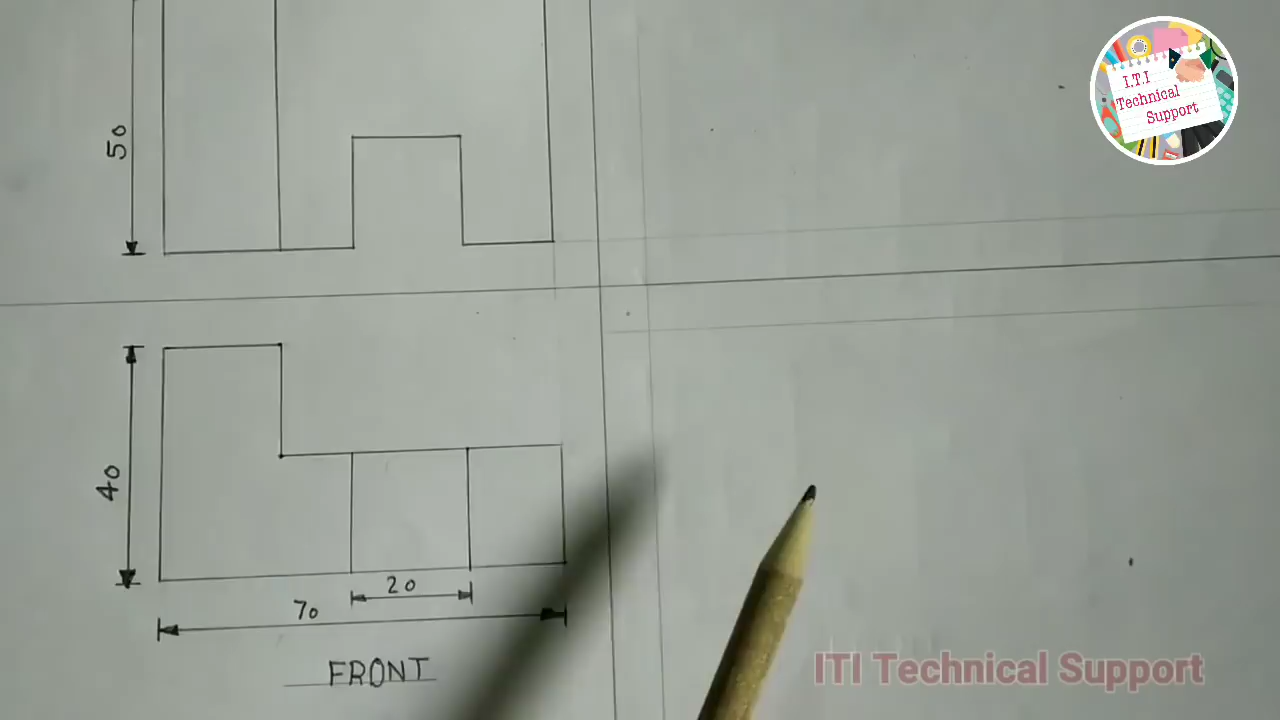 I.T.I
Technical
Support
50
40
20
70
FRONT
ITI Technical Support